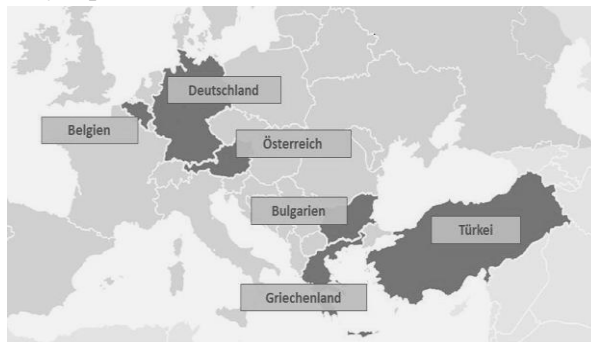 Deutschland
Belgien
Österreich
Bulgarien
Türkei
Griechenland